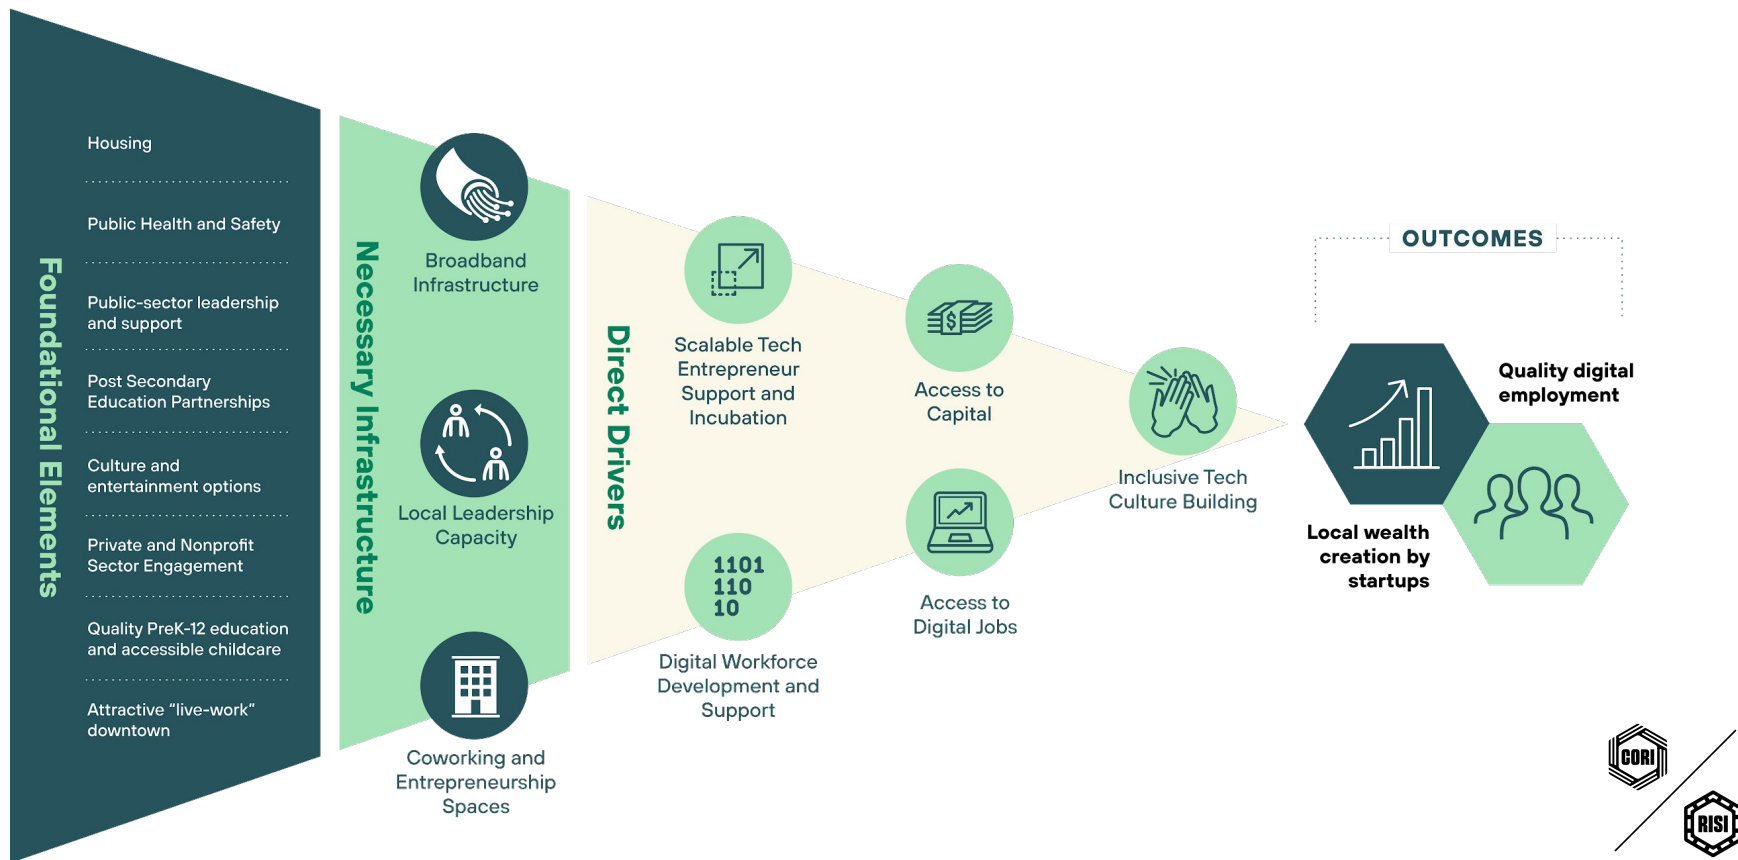 Foundational Elements
Housing
Public Health and Safety
Public-sector leadership
and support
Post Secondary
Education Partnerships
Culture and
entertainment options
Private and Nonprofit
Sector Engagement
Quality PreK-12 education
and accessible childcare
Attractive “live-work”
downtown
Necessary Infrastructure
Broadband
Infrastructure
Local Leadership
Capacity
Coworking and
Entrepreneurship
Spaces
Direct Drivers
Scalable Tech
Entrepreneur
Support and
Incubation
1101
110
10
Digital Workforce
Development and
Support
$
Access to
Capital
Access to
Digital Jobs
Inclusive Tech
Culture Building
OUTCOMES
Quality digital
employment
Local wealth
creation by
startups
CORI
RISI